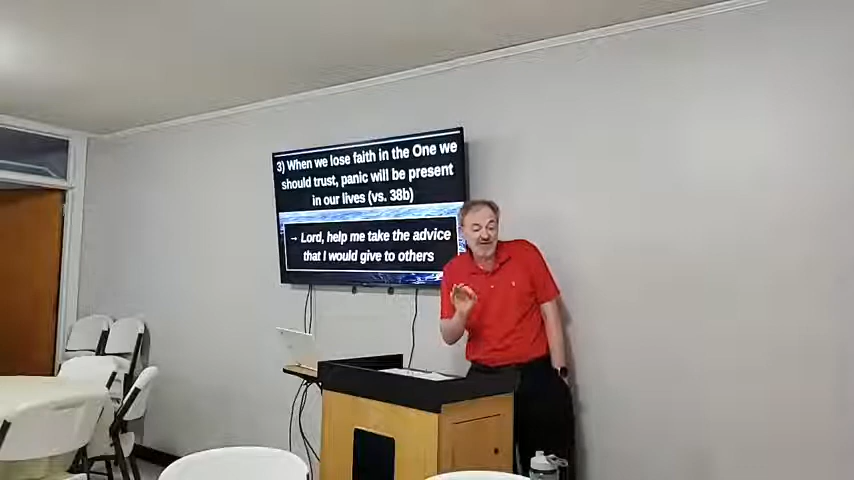 3) When we lose faith in the One we
should trust, panic will be present
in our lives (vs. 38b)
→ Lord, help me take the advice
that I would give to others